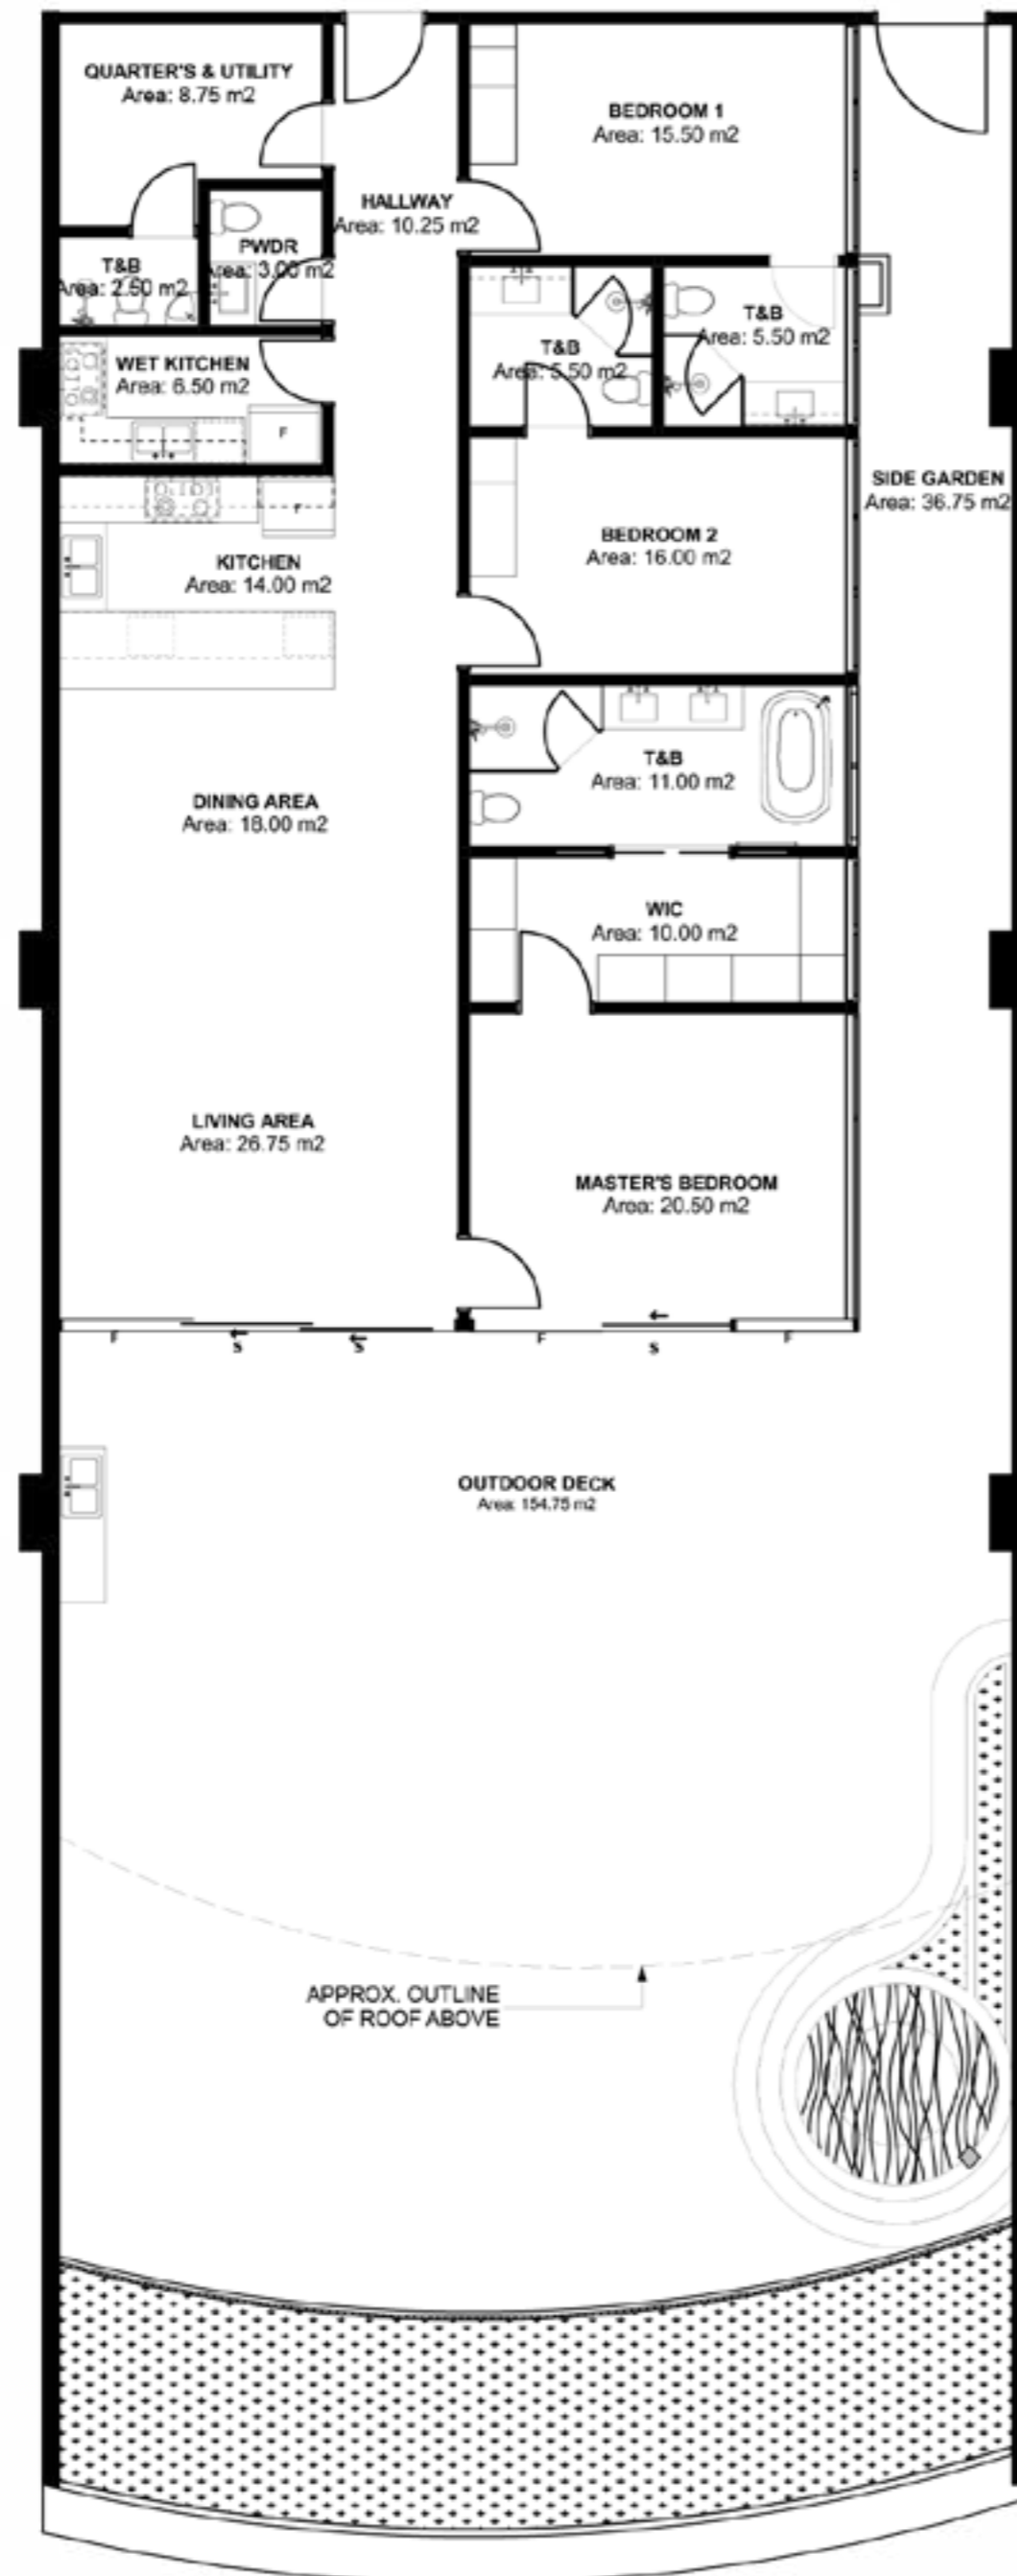 QUARTER'S & UTILITY
Area: 8.75 m2
BEDROOM 1
Area: 15.50 m2
HALLWAY
Area: 10.25 m2
PWDR
Area: 3.00 m2
T&B
Area: 2.50 m2
T&B
Area: 5.50 m2
T&B
Area: 5.50 m2
WET KITCHEN
Area: 6.50 m2
F
SIDE GARDEN
Area: 36.75 m2
F
KITCHEN
Area: 14.00 m2
BEDROOM 2
Area: 16.00 m2
T&B
Area: 11.00 m2
DINING AREA
Area: 18.00 m2
WIC
Area: 10.00 m2
LIVING AREA
Area: 26.75 m2
MASTER'S BEDROOM
Area: 20.50 m2
F
S
S
F
S
F
OUTDOOR DECK
Area: 154.75 m2
APPROX. OUTLINE
OF ROOF ABOVE